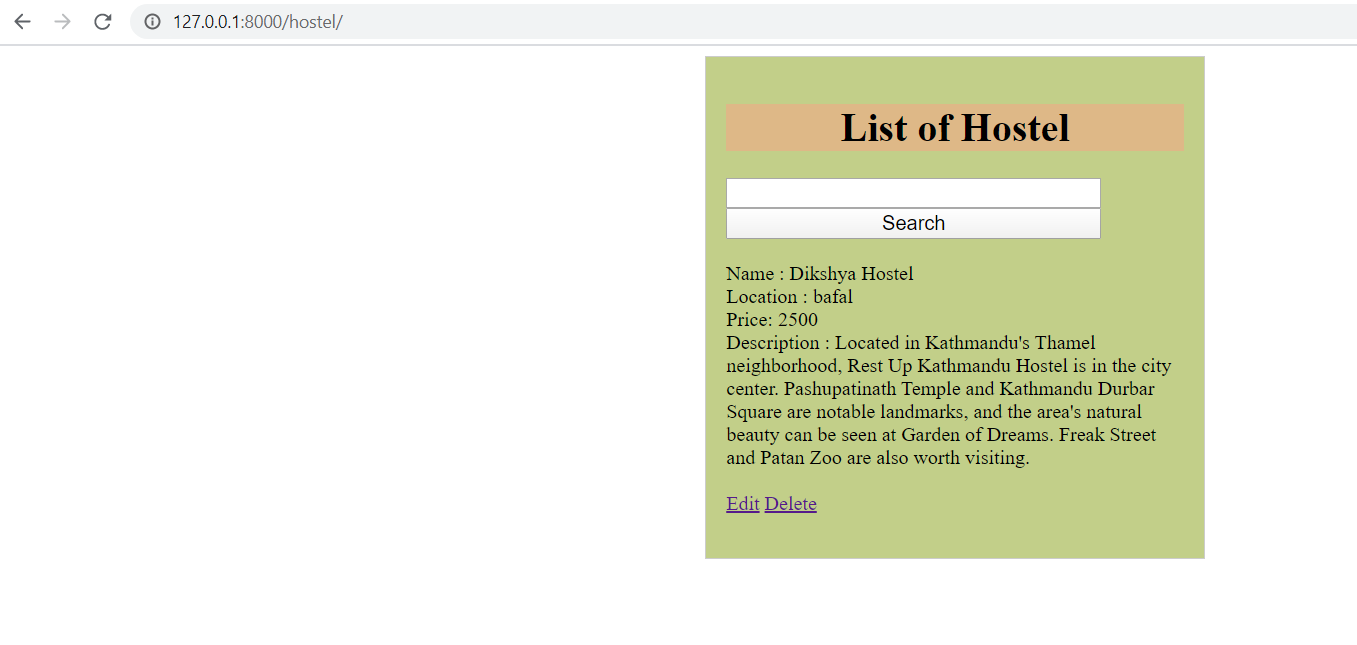 127.0.0.1:8000/hostel/
List of Hostel
Search
Name : Dikshya Hostel
Location : bafal
Price: 2500
Description : Located in Kathmandu's Thamel
neighborhood, Rest Up Kathmandu Hostel is in the city
center. Pashupatinath Temple and Kathmandu Durbar
Square are notable landmarks, and the area's natural
beauty can be seen at Garden of Dreams. Freak Street
and Patan Zoo are also worth visiting.
Edit Delete